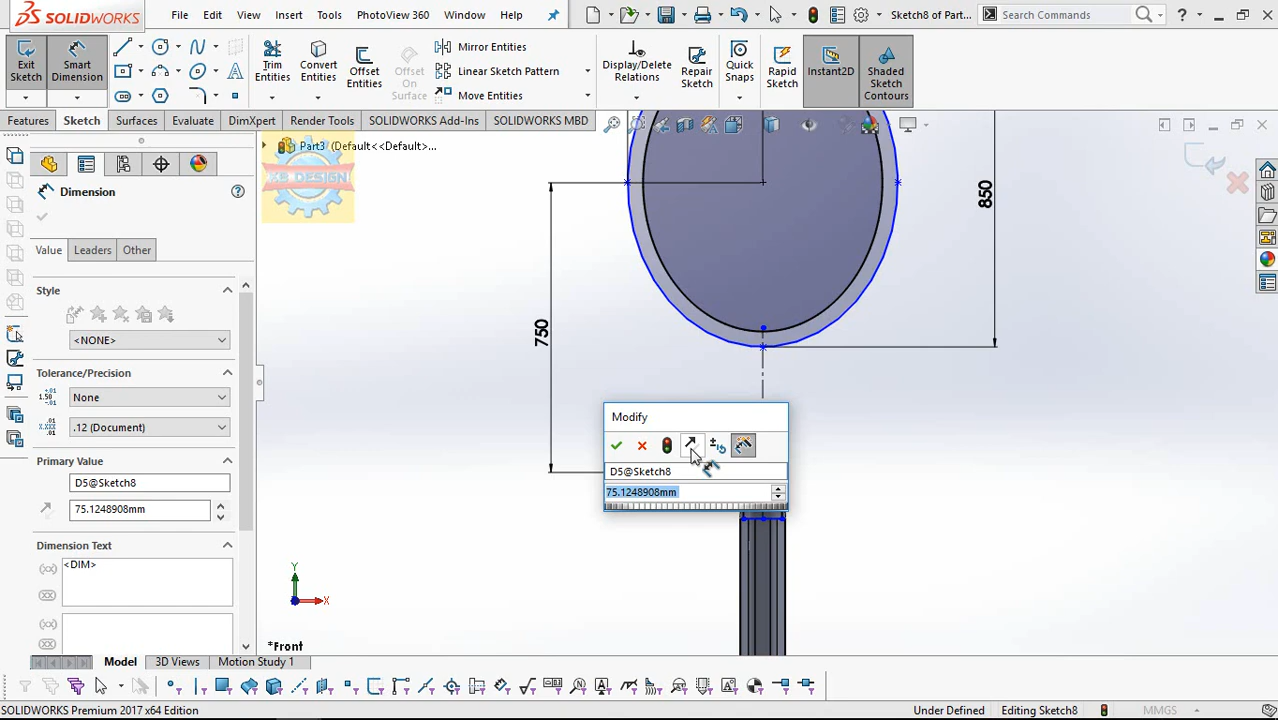 SOLIDWORKS
File Edit View Insert Tools PhotoView 360 Window Help
Sketch8 of Part...
Search Commands
Exit Sketch
Smart Dimension
Trim Entities
Convert Entities
Offset Entities
Offset On Surface
Mirror Entities
Linear Sketch Pattern
Move Entities
Display/Delete Relations
Repair Sketch
Quick Snaps
Rapid Sketch
Instant2D
Shaded Sketch Contours
Features Sketch Surfaces Evaluate DimXpert Render Tools SOLIDWORKS Add-Ins SOLIDWORKS MBD
Part3 (Default<<Default>...
KB DESIGN
Dimension
Value Leaders Other
Style
<NONE>
Tolerance/Precision
None
.12 (Document)
Primary Value
D5@Sketch8
75.1248908mm
Dimension Text
<DIM>
850
750
Modify
D5@Sketch8
75.1248908mm
Y
X
*Front
Model 3D Views Motion Study 1
SOLIDWORKS Premium 2017 x64 Edition
Under Defined
Editing Sketch8
MMGS